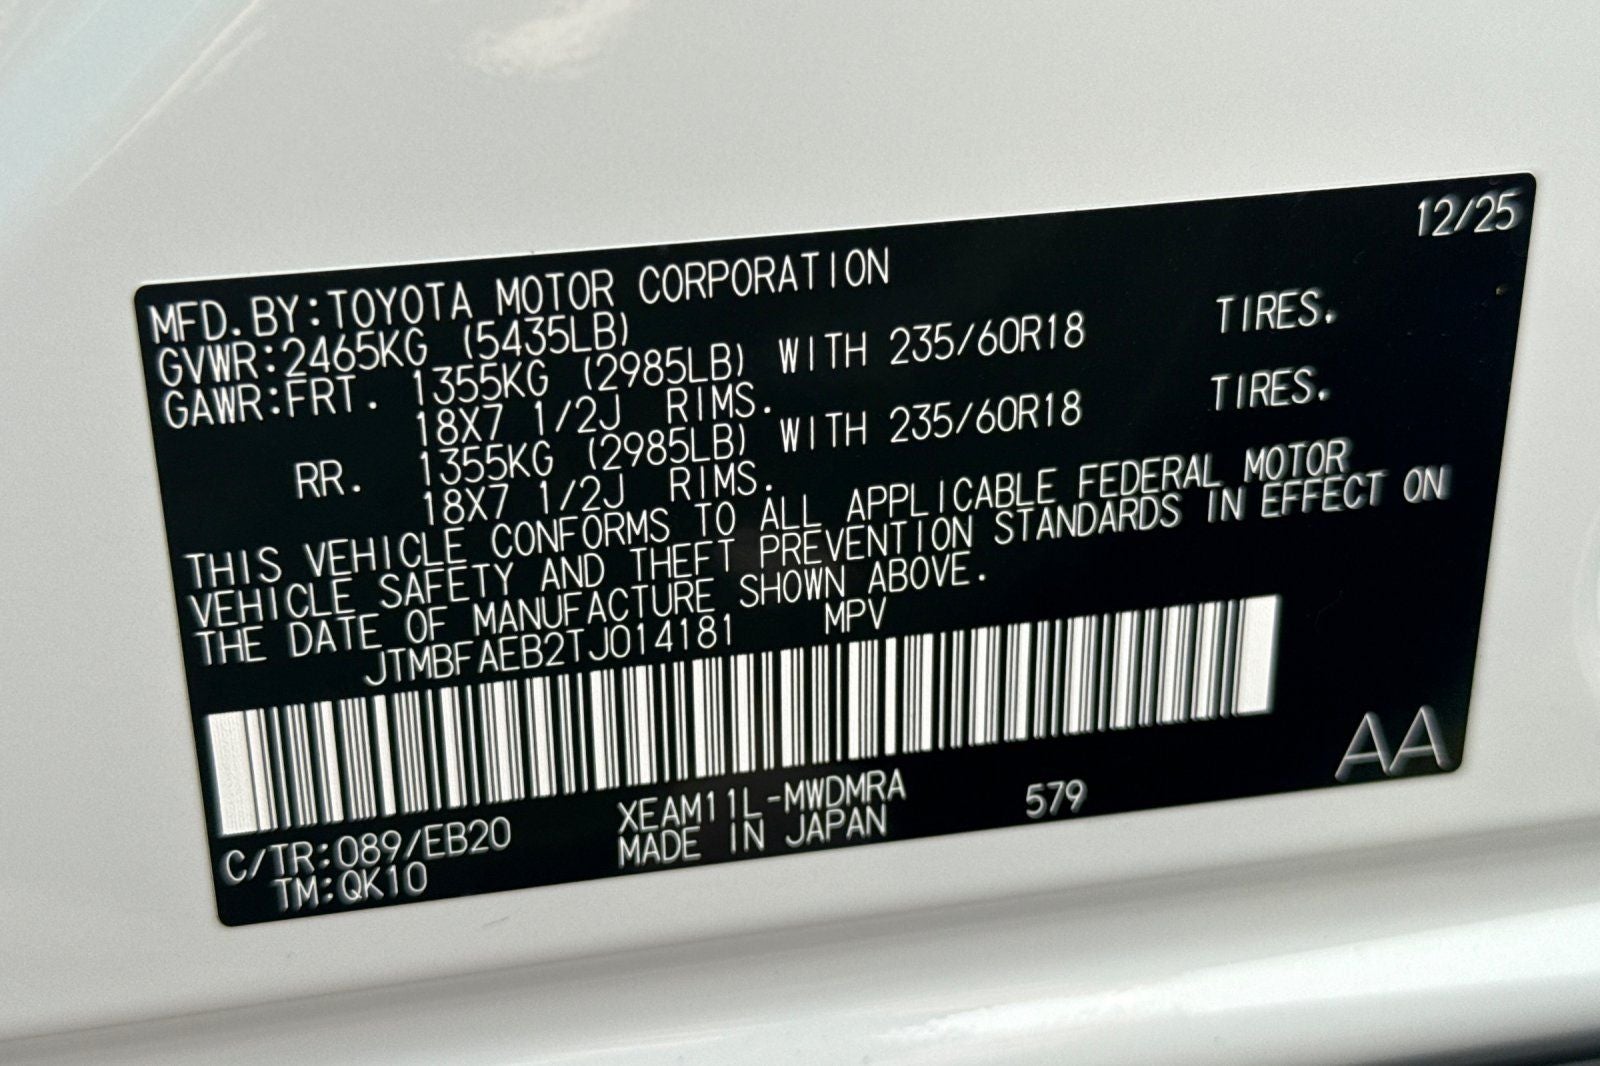 12/25
MFD.BY:TOYOTA MOTOR CORPORATION
GVWR:2465KG (5435LB)
GAWR:FRT. 1355KG (2985LB) WITH 235/60R18 TIRES.
18X7 1/2J RIMS.
RR. 1355KG (2985LB) WITH 235/60R18 TIRES.
18X7 1/2J RIMS.
THIS VEHICLE CONFORMS TO ALL APPLICABLE FEDERAL MOTOR
VEHICLE SAFETY AND THEFT PREVENTION STANDARDS IN EFFECT ON
THE DATE OF MANUFACTURE SHOWN ABOVE.
JTMBFAEB2TJ014181 MPV
AA
XEAM11L-MWDMRA 579
C/TR:089/EB20 MADE IN JAPAN
TM:QK10